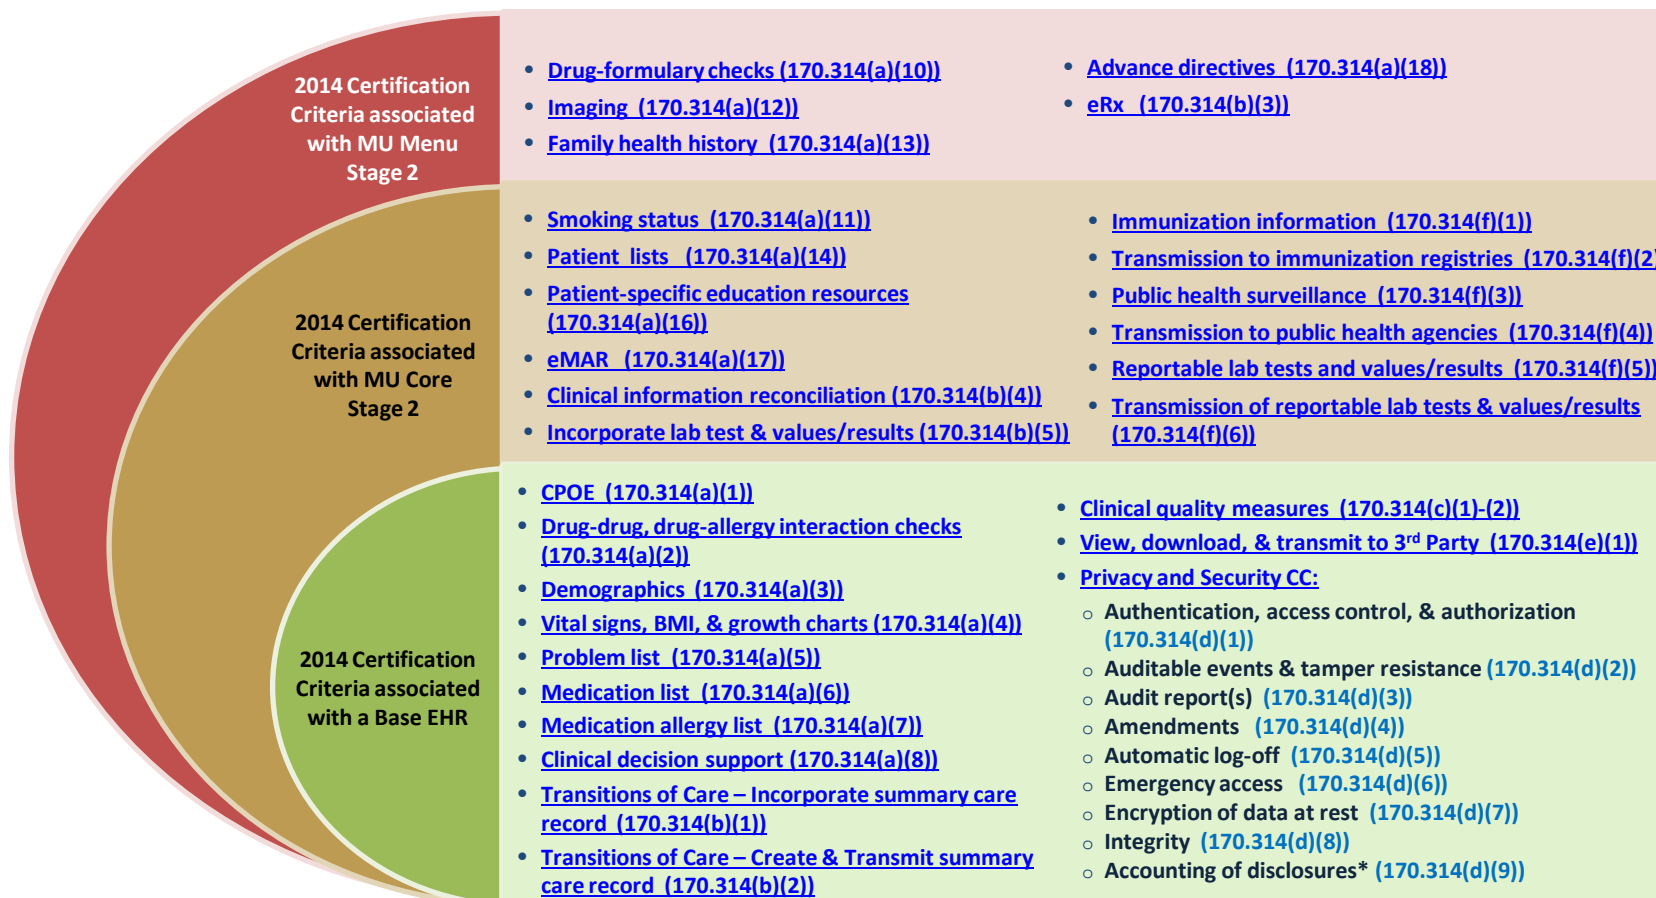 2014 Certification
Criteria associated
with MU Menu
Stage 2
• Drug-formulary checks (170.314(a)(10))
• Imaging (170.314(a)(12))
• Family health history (170.314(a)(13))
• Advance directives (170.314(a)(18))
• eRx (170.314(b)(3))
2014 Certification
Criteria associated
with MU Core
Stage 2
• Smoking status (170.314(a)(11))
• Patient lists (170.314(a)(14))
• Patient-specific education resources
(170.314(a)(16))
• eMAR (170.314(a)(17))
• Clinical information reconciliation (170.314(b)(4))
• Incorporate lab test & values/results (170.314(b)(5))
• Immunization information (170.314(f)(1))
• Transmission to immunization registries (170.314(f)(2)
• Public health surveillance (170.314(f)(3))
• Transmission to public health agencies (170.314(f)(4))
• Reportable lab tests and values/results (170.314(f)(5))
• Transmission of reportable lab tests & values/results
(170.314(f)(6))
2014 Certification
Criteria associated
with a Base EHR
• CPOE (170.314(a)(1))
• Drug-drug, drug-allergy interaction checks
(170.314(a)(2))
• Demographics (170.314(a)(3))
• Vital signs, BMI, & growth charts (170.314(a)(4))
• Problem list (170.314(a)(5))
• Medication list (170.314(a)(6))
• Medication allergy list (170.314(a)(7))
• Clinical decision support (170.314(a)(8))
• Transitions of Care – Incorporate summary care
record (170.314(b)(1))
• Transitions of Care – Create & Transmit summary
care record (170.314(b)(2))
• Clinical quality measures (170.314(c)(1)-(2))
• View, download, & transmit to 3rd Party (170.314(e)(1))
• Privacy and Security CC:
o Authentication, access control, & authorization
(170.314(d)(1))
o Auditable events & tamper resistance (170.314(d)(2))
o Audit report(s) (170.314(d)(3))
o Amendments (170.314(d)(4))
o Automatic log-off (170.314(d)(5))
o Emergency access (170.314(d)(6))
o Encryption of data at rest (170.314(d)(7))
o Integrity (170.314(d)(8))
o Accounting of disclosures* (170.314(d)(9))